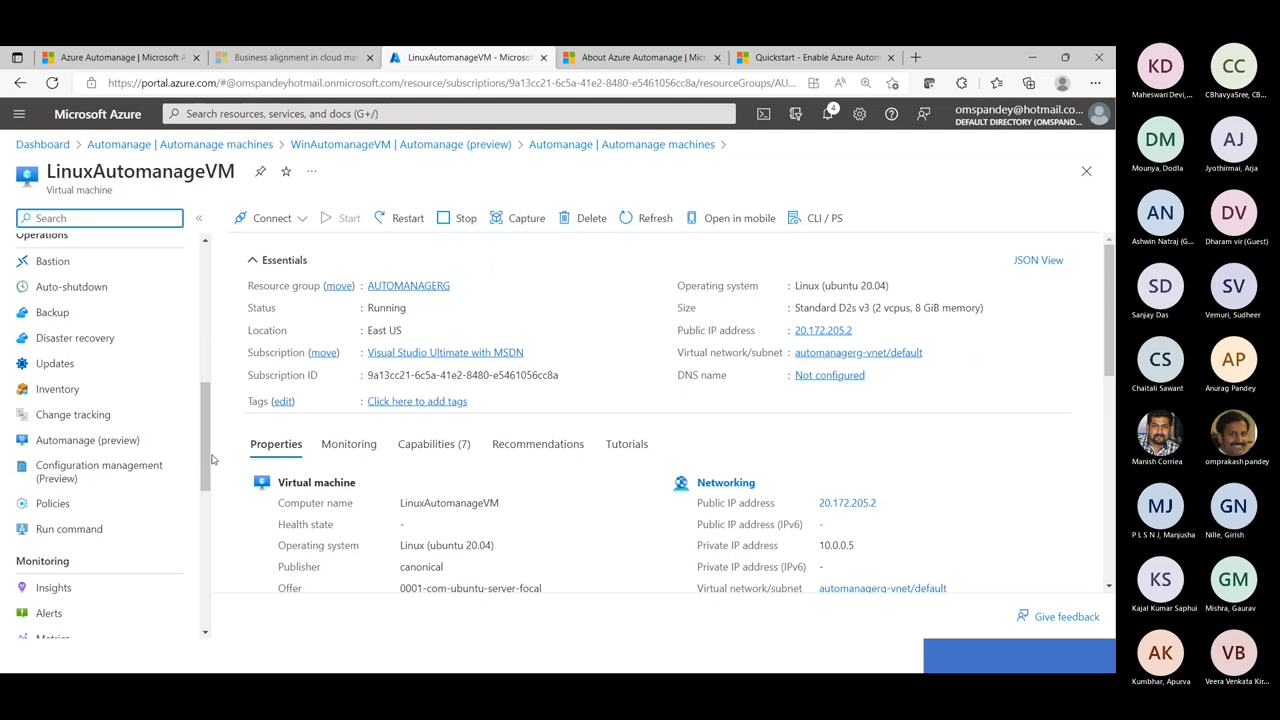 Azure Automanage | Microsoft A
Business alignment in cloud ma
LinuxAutomanageVM - Microso
About Azure Automanage | Micro
Quickstart - Enable Azure Autom
https://portal.azure.com/#@omspandeyhotmail.onmicrosoft.com/resource/subscriptions/9a13cc21-6c5a-41e2-8480-e5461056cc8a/resourceGroups/AU...
Microsoft Azure
Search resources, services, and docs (G+/)
4
omspandey@hotmail.co...
DEFAULT DIRECTORY (OMSPAND...
Dashboard > Automanage | Automanage machines > WinAutomanageVM | Automanage (preview) > Automanage | Automanage machines >
LinuxAutomanageVM
Virtual machine
Search
Connect
Start
Restart
Stop
Capture
Delete
Refresh
Open in mobile
CLI / PS
Operations
Bastion
Auto-shutdown
Backup
Disaster recovery
Updates
Inventory
Change tracking
Automanage (preview)
Configuration management
(Preview)
Policies
Run command
Monitoring
Insights
Alerts
Metrics
Essentials
JSON View
Resource group (move) : AUTOMANAGERG
Status : Running
Location : East US
Subscription (move) : Visual Studio Ultimate with MSDN
Subscription ID : 9a13cc21-6c5a-41e2-8480-e5461056cc8a
Tags (edit) : Click here to add tags
Operating system : Linux (ubuntu 20.04)
Size : Standard D2s v3 (2 vcpus, 8 GiB memory)
Public IP address : 20.172.205.2
Virtual network/subnet : automanagerg-vnet/default
DNS name : Not configured
Properties
Monitoring
Capabilities (7)
Recommendations
Tutorials
Virtual machine
Computer name LinuxAutomanageVM
Health state -
Operating system Linux (ubuntu 20.04)
Publisher canonical
Offer 0001-com-ubuntu-server-focal
Networking
Public IP address 20.172.205.2
Public IP address (IPv6) -
Private IP address 10.0.0.5
Private IP address (IPv6) -
Virtual network/subnet automanagerg-vnet/default
Give feedback
KD
Maheswari Devi,...
CC
CBhavyaSree, CB...
DM
Mounya, Dodla
AJ
Jyothirmai, Arja
AN
Ashwin Natraj (G...
DV
Dharam vir (Guest)
SD
Sanjay Das
SV
Vemuri, Sudheer
CS
Chaitali Sawant
AP
Anurag Pandey
Manish Corriea
omprakash pandey
MJ
P L S N J, Manjusha
GN
Nille, Girish
KS
Kajal Kumar Saphui
GM
Mishra, Gaurav
AK
Kumbhar, Apurva
VB
Veera Venkata Kir...